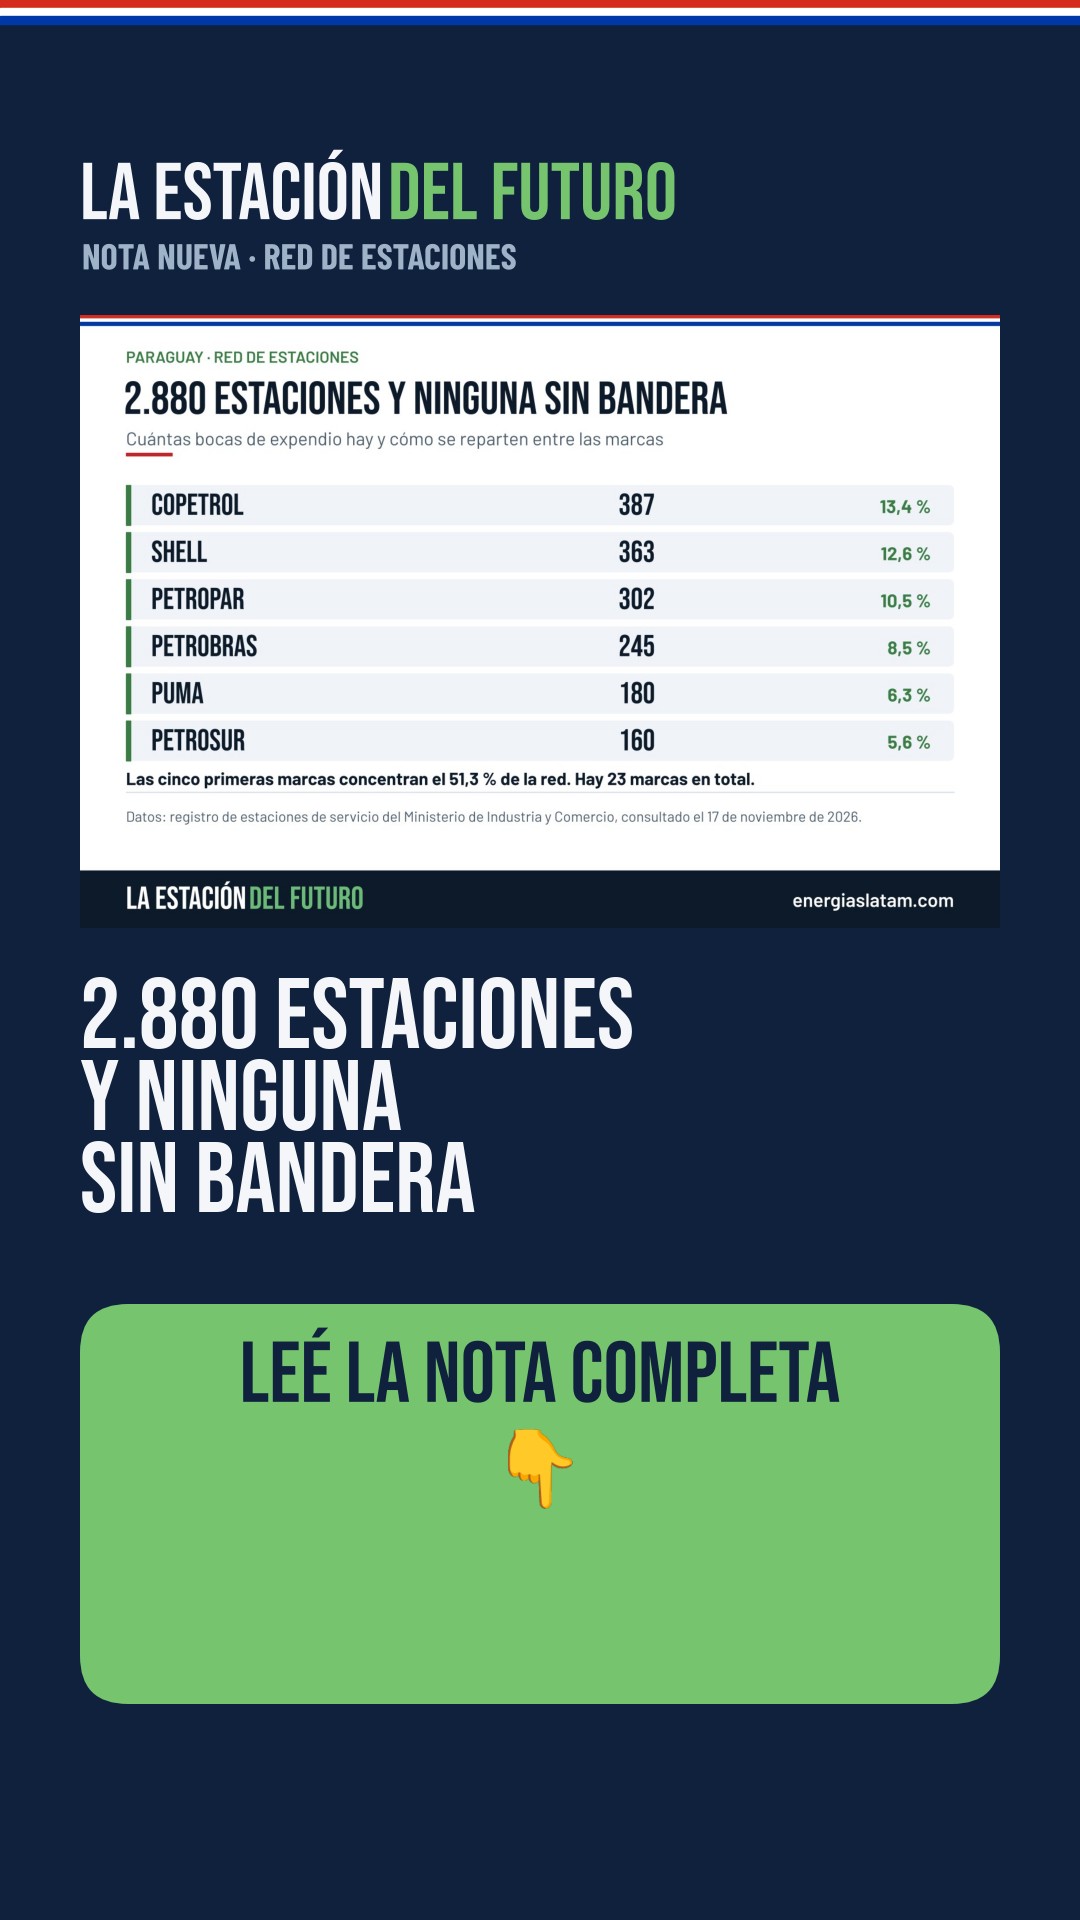 LA ESTACIÓN DEL FUTURO
NOTA NUEVA · RED DE ESTACIONES
PARAGUAY · RED DE ESTACIONES
2.880 ESTACIONES Y NINGUNA SIN BANDERA
Cuántas bocas de expendio hay y cómo se reparten entre las marcas
COPETROL 387 13,4 %
SHELL 363 12,6 %
PETROPAR 302 10,5 %
PETROBRAS 245 8,5 %
PUMA 180 6,3 %
PETROSUR 160 5,6 %
Las cinco primeras marcas concentran el 51,3 % de la red. Hay 23 marcas en total.
Datos: registro de estaciones de servicio del Ministerio de Industria y Comercio, consultado el 17 de noviembre de 2026.
LA ESTACIÓN DEL FUTURO energiaslatam.com
2.880 ESTACIONES
Y NINGUNA
SIN BANDERA
LEÉ LA NOTA COMPLETA